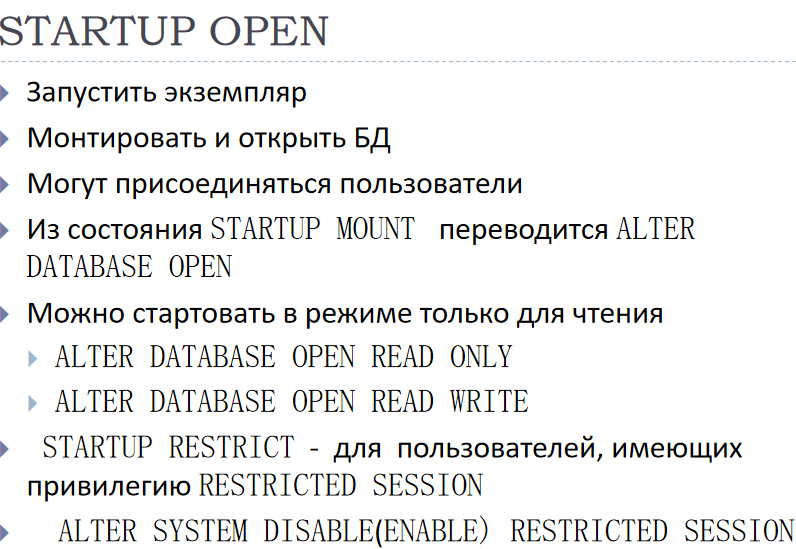 STARTUP OPEN
Запустить экземпляр
Монтировать и открыть БД
Могут присоединяться пользователи
Из состояния STARTUP MOUNT переводится ALTER
DATABASE OPEN
Можно стартовать в режиме только для чтения
ALTER DATABASE OPEN READ ONLY
ALTER DATABASE OPEN READ WRITE
STARTUP RESTRICT - для пользователей, имеющих
привилегию RESTRICTED SESSION
ALTER SYSTEM DISABLE(ENABLE) RESTRICTED SESSION